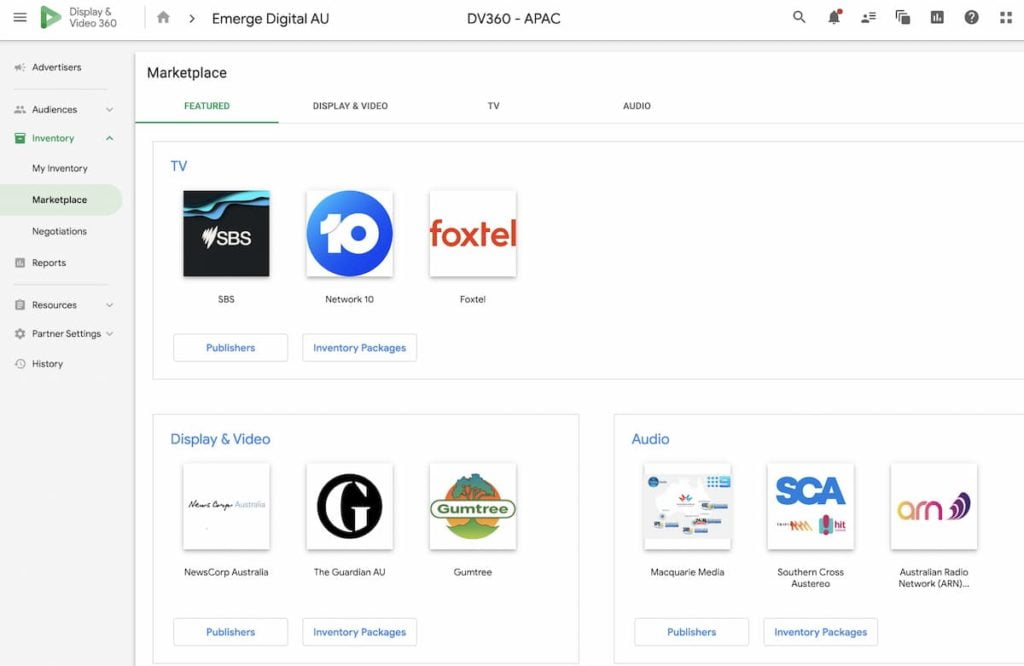 Display &
Video 360
Emerge Digital AU
DV360 - APAC
Advertisers
Audiences
Inventory
My Inventory
Marketplace
Negotiations
Reports
Resources
Partner Settings
History
Marketplace
FEATURED
DISPLAY & VIDEO
TV
AUDIO
TV
SBS
10
foxtel
SBS
Network 10
Foxtel
Publishers
Inventory Packages
Display & Video
News Corp Australia
G
Gumtree
NewsCorp Australia
The Guardian AU
Gumtree
Publishers
Inventory Packages
Audio
SCA
hit
arn
Macquarie Media
Southern Cross
Austereo
Australian Radio
Network (ARN)...
Publishers
Inventory Packages